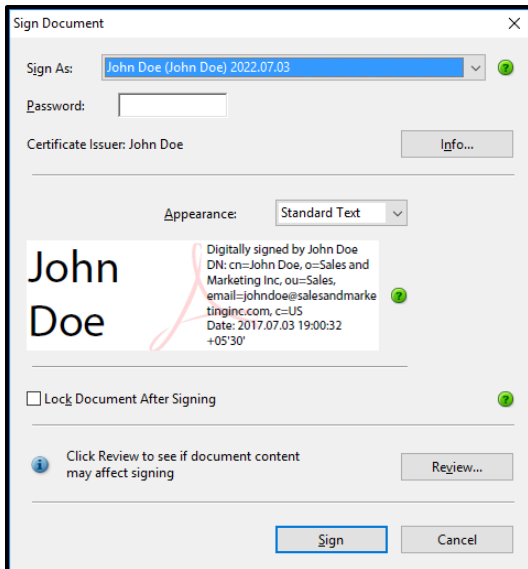 Sign Document
Sign As: John Doe (John Doe) 2022.07.03
Password:
Certificate Issuer: John Doe
Info...
Appearance: Standard Text
John
Doe
Digitally signed by John Doe
DN: cn=John Doe, o=Sales and
Marketing Inc, ou=Sales,
email=johndoe@salesandmarke
tinginc.com, c=US
Date: 2017.07.03 19:00:32
+05'30'
Lock Document After Signing
Click Review to see if document content
may affect signing
Review...
Sign
Cancel